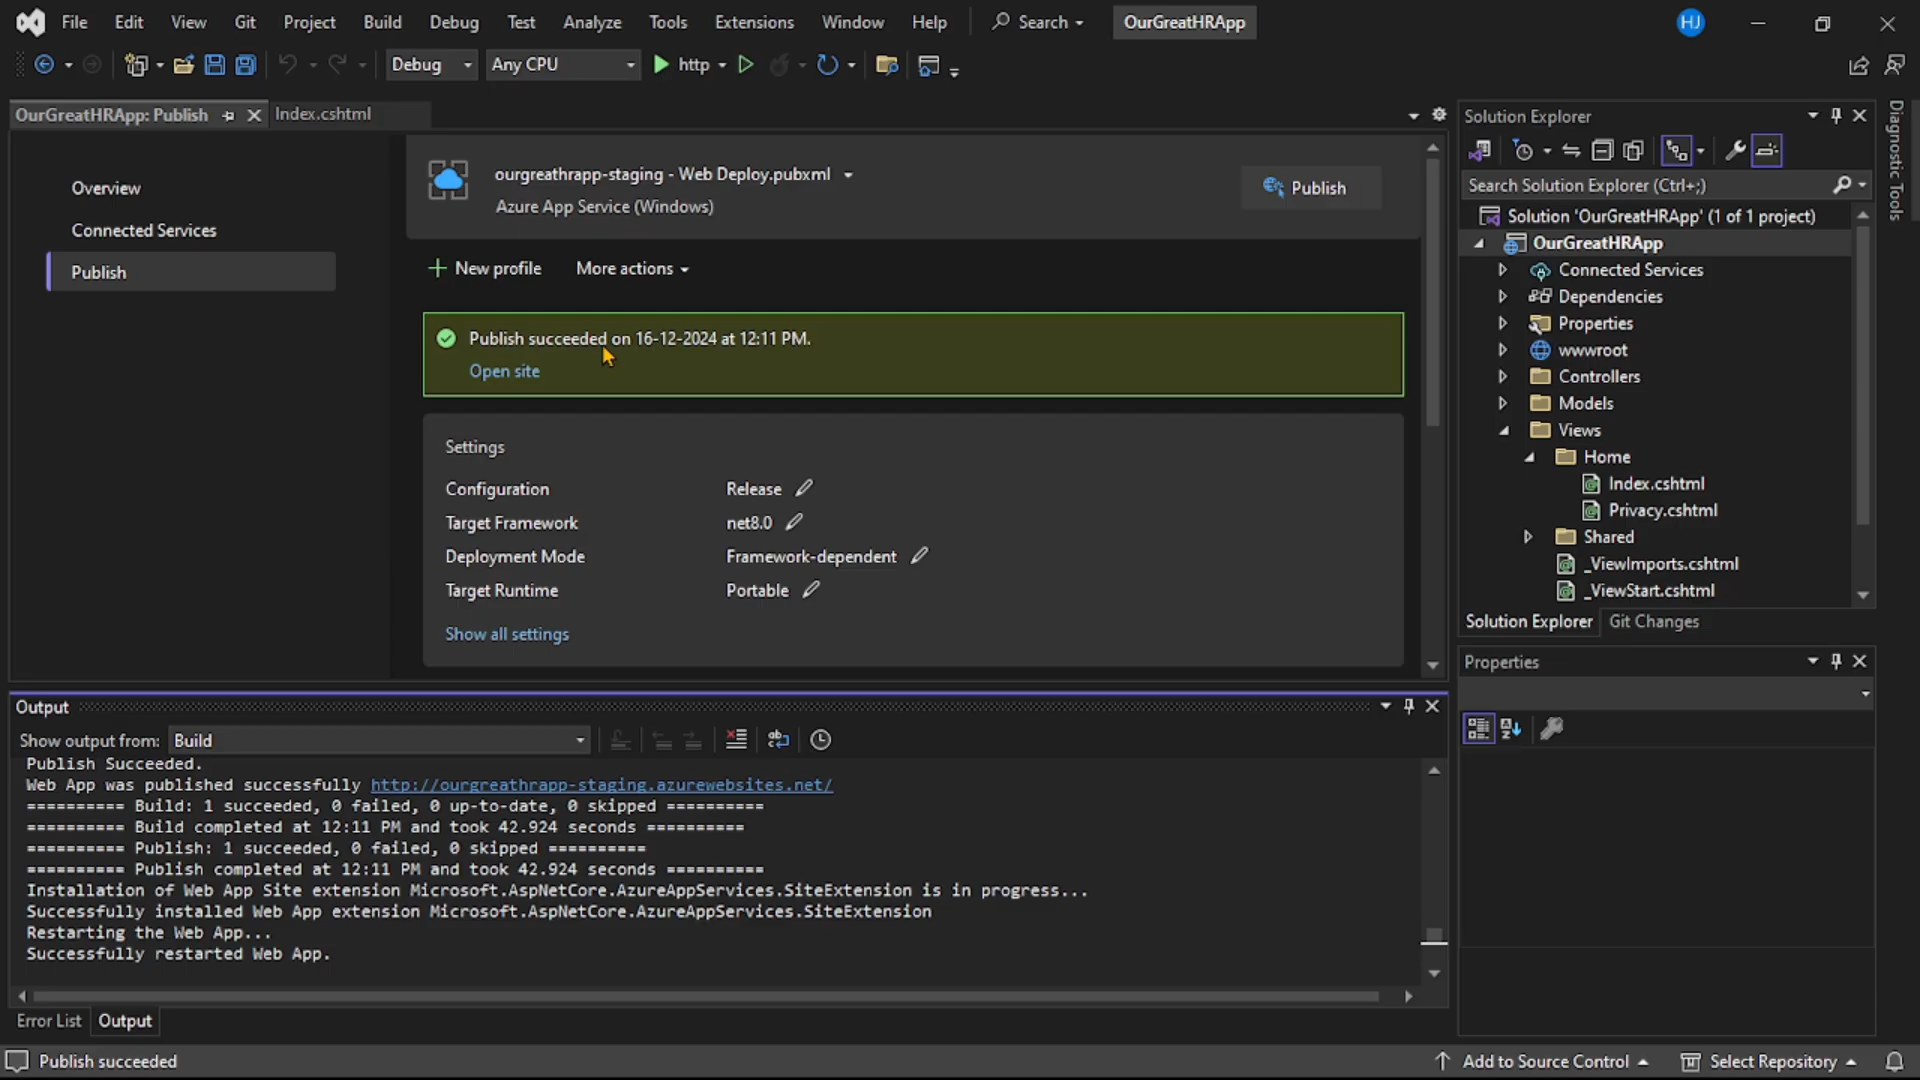 File Edit View Git Project Build Debug Test Analyze Tools Extensions Window Help Search OurGreatHRApp HJ
Debug Any CPU http
OurGreatHRApp: Publish Index.cshtml
Overview
Connected Services
Publish
ourgreathrapp-staging - Web Deploy.pubxml
Azure App Service (Windows)
Publish
New profile More actions
Publish succeeded on 16-12-2024 at 12:11 PM.
Open site
Settings
Configuration Release
Target Framework net8.0
Deployment Mode Framework-dependent
Target Runtime Portable
Show all settings
Solution Explorer
Search Solution Explorer (Ctrl+;)
Solution 'OurGreatHRApp' (1 of 1 project)
OurGreatHRApp
Connected Services
Dependencies
Properties
wwwroot
Controllers
Models
Views
Home
Index.cshtml
Privacy.cshtml
Shared
_ViewImports.cshtml
_ViewStart.cshtml
Solution Explorer Git Changes
Diagnostic Tools
Properties
Output
Show output from: Build
Publish Succeeded.
Web App was published successfully http://ourgreathrapp-staging.azurewebsites.net/
========== Build: 1 succeeded, 0 failed, 0 up-to-date, 0 skipped ==========
========== Build completed at 12:11 PM and took 42.924 seconds ==========
========== Publish: 1 succeeded, 0 failed, 0 skipped ==========
========== Publish completed at 12:11 PM and took 42.924 seconds ==========
Installation of Web App Site extension Microsoft.AspNetCore.AzureAppServices.SiteExtension is in progress...
Successfully installed Web App extension Microsoft.AspNetCore.AzureAppServices.SiteExtension
Restarting the Web App...
Successfully restarted Web App.
Error List Output
Publish succeeded Add to Source Control Select Repository